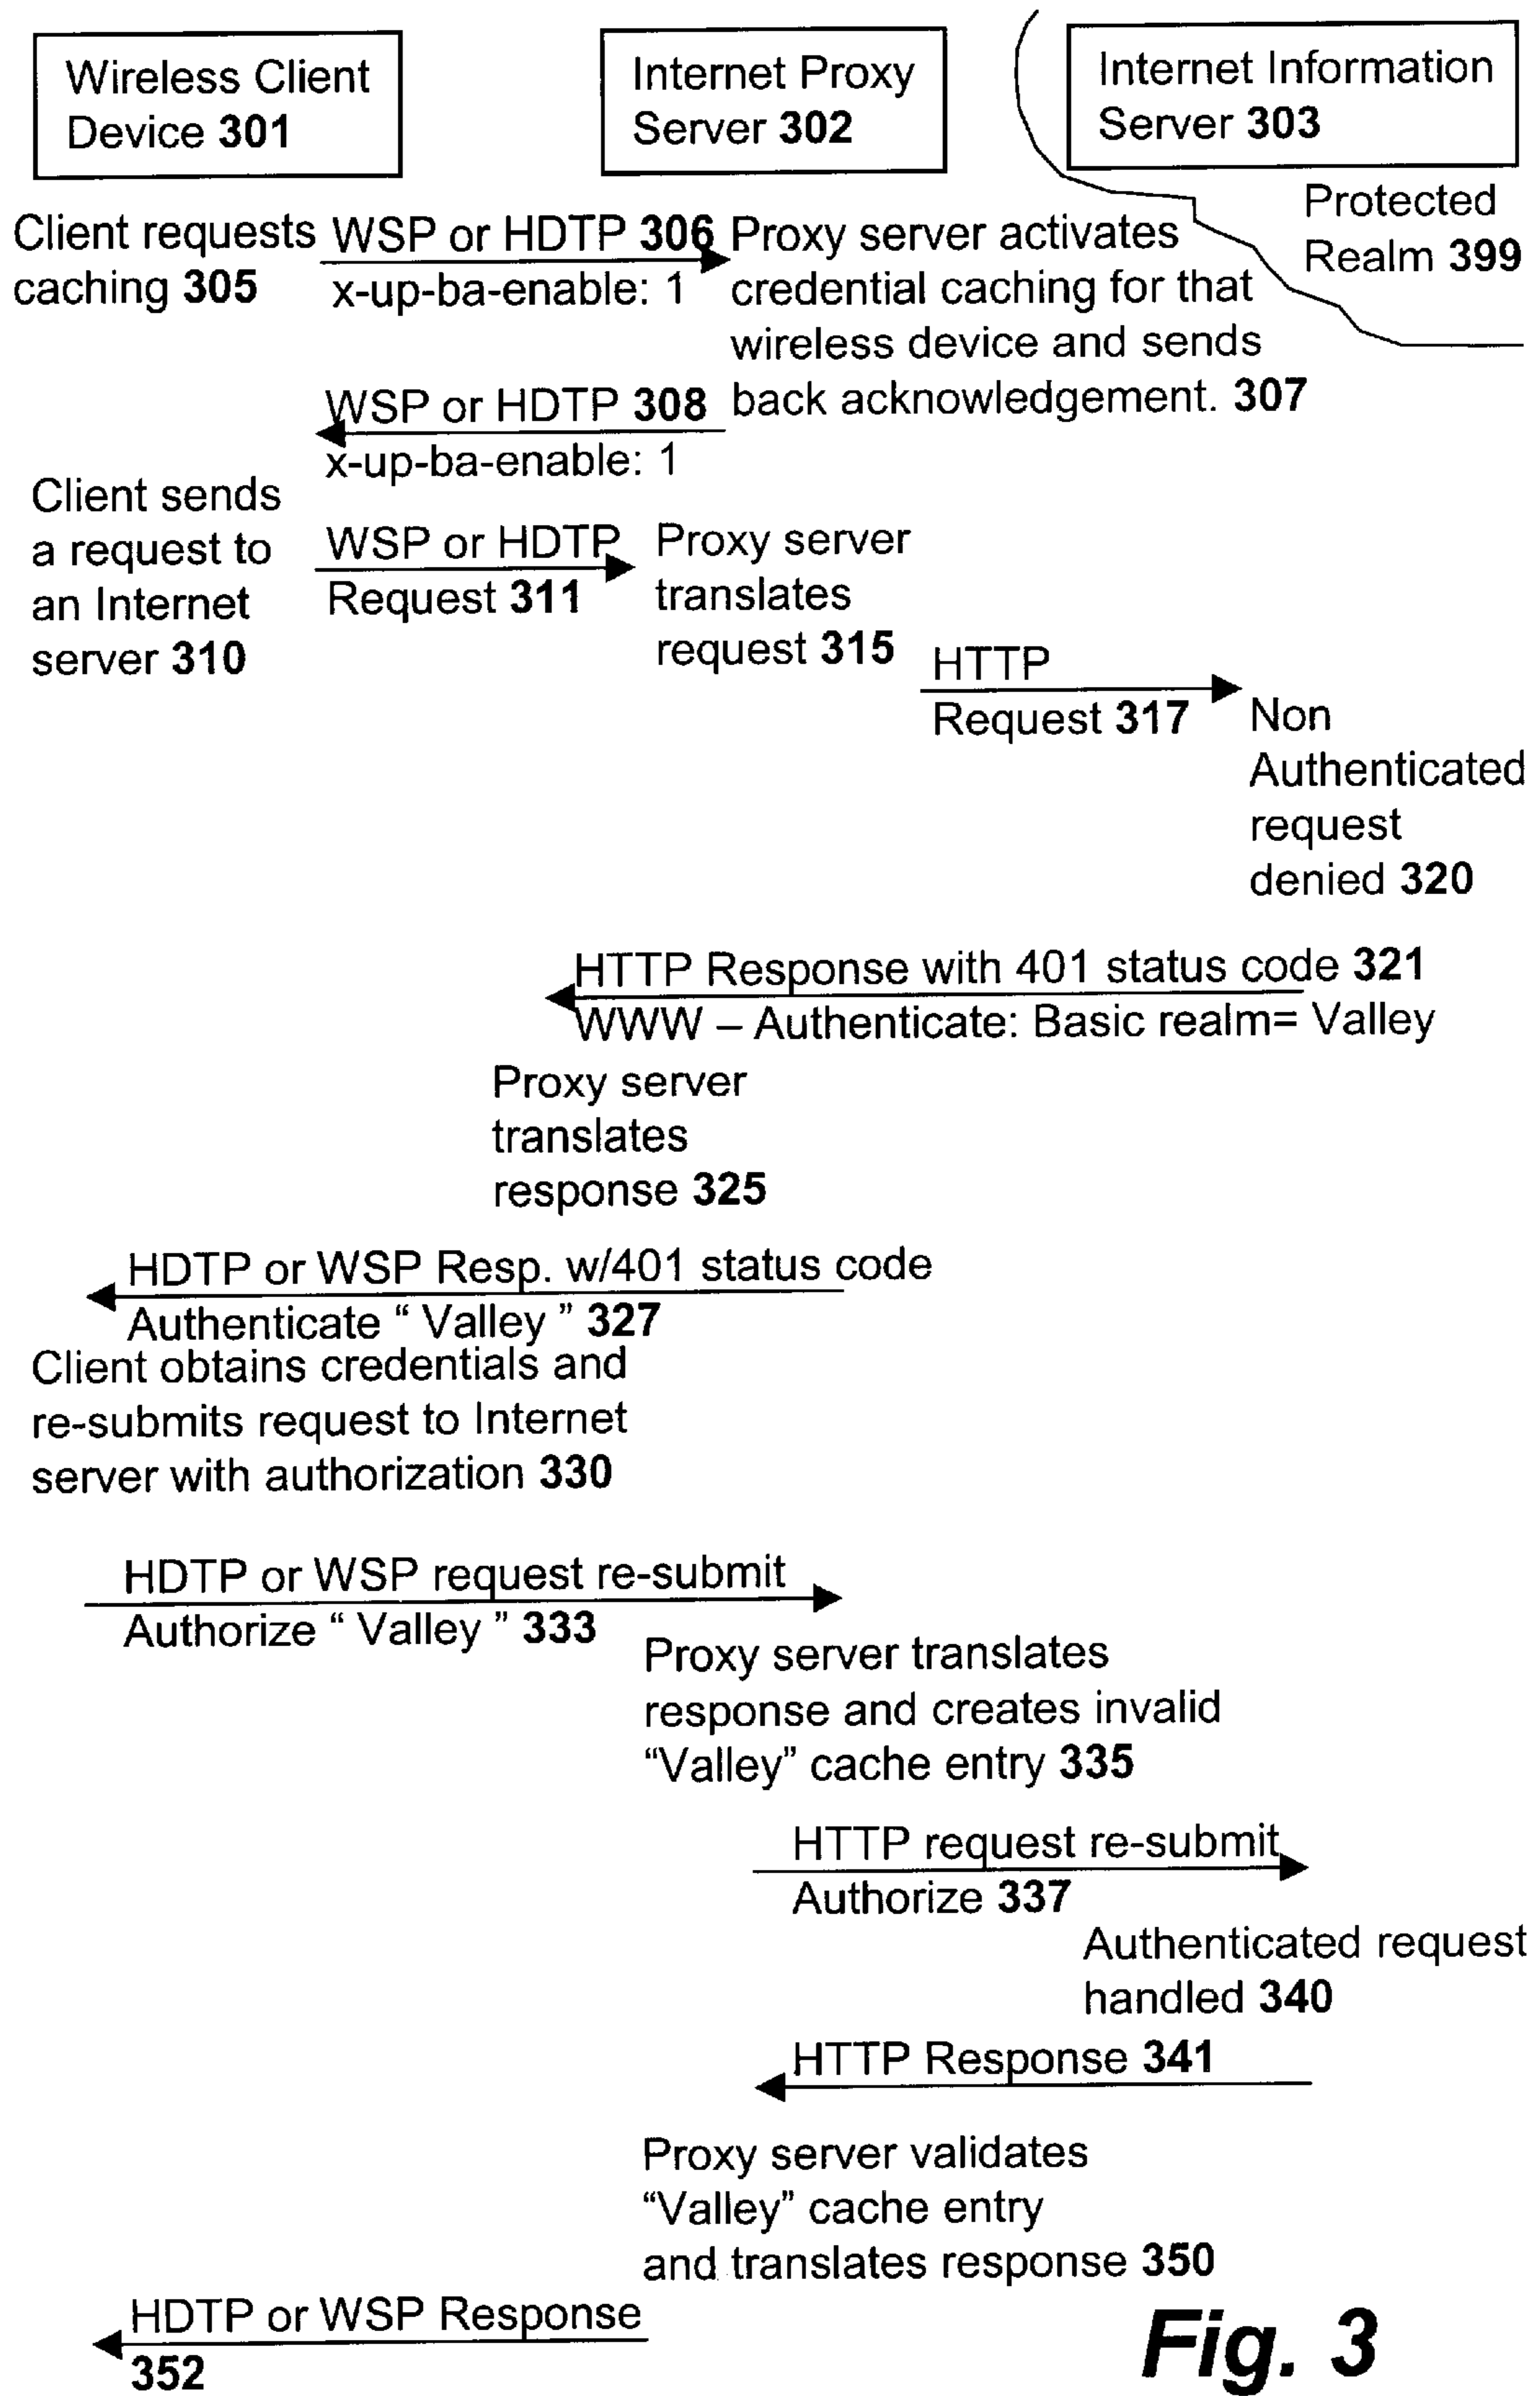 Wireless Client
Device 301
Internet Proxy
Server 302
Internet Information
Server 303
Protected
Realm 399
Client requests
caching 305
WSP or HDTP 306
x-up-ba-enable: 1
Proxy server activates
credential caching for that
wireless device and sends
back acknowledgement. 307
WSP or HDTP 308
x-up-ba-enable: 1
Client sends
a request to
an Internet
server 310
WSP or HDTP
Request 311
Proxy server
translates
request 315
HTTP
Request 317
Non
Authenticated
request
denied 320
HTTP Response with 401 status code 321
WWW – Authenticate: Basic realm= Valley
Proxy server
translates
response 325
HDTP or WSP Resp. w/401 status code
Authenticate “ Valley ” 327
Client obtains credentials and
re-submits request to Internet
server with authorization 330
HDTP or WSP request re-submit
Authorize “ Valley ” 333
Proxy server translates
response and creates invalid
“Valley” cache entry 335
HTTP request re-submit
Authorize 337
Authenticated request
handled 340
HTTP Response 341
Proxy server validates
“Valley” cache entry
and translates response 350
HDTP or WSP Response
352
Fig. 3